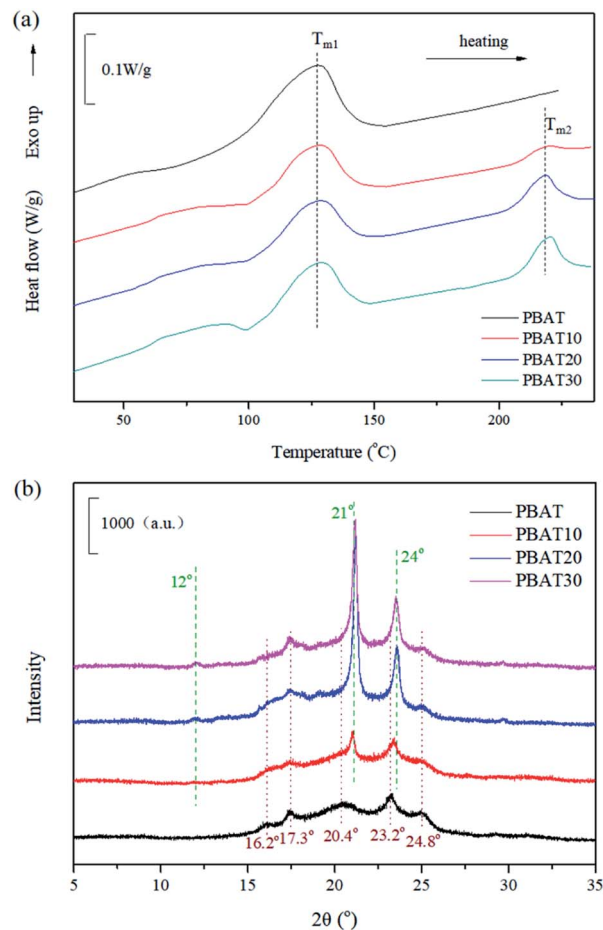 (a)
0.1W/g
Tm1
heating
Tm2
Heat flow (W/g) Exo up
PBAT
PBAT10
PBAT20
PBAT30
50 100 150 200
Temperature (°C)
(b)
1000（a.u.）
12°
21°
24°
PBAT
PBAT10
PBAT20
PBAT30
Intensity
16.2° 17.3° 20.4° 23.2° 24.8°
5 10 15 20 25 30 35
2θ (°)